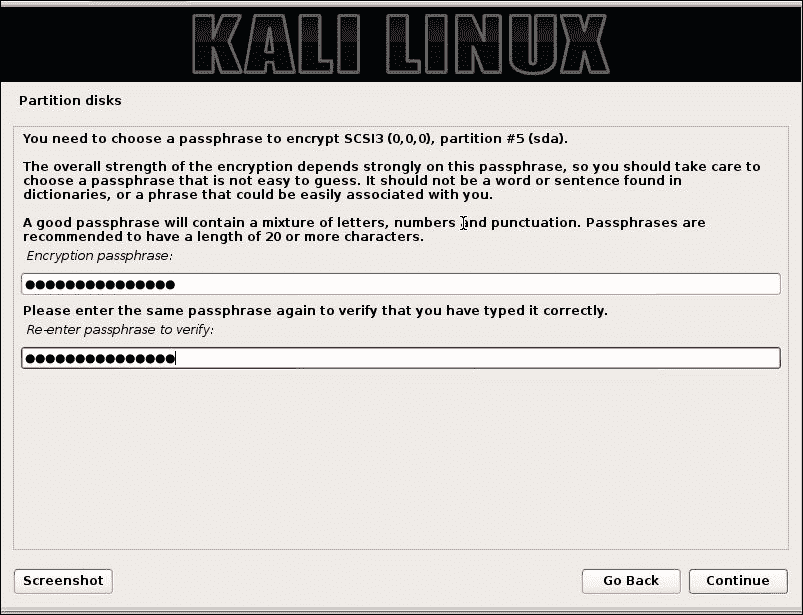 KALI LINUX
Partition disks
You need to choose a passphrase to encrypt SCSI3 (0,0,0), partition #5 (sda).
The overall strength of the encryption depends strongly on this passphrase, so you should take care to
choose a passphrase that is not easy to guess. It should not be a word or sentence found in
dictionaries, or a phrase that could be easily associated with you.
A good passphrase will contain a mixture of letters, numbers and punctuation. Passphrases are
recommended to have a length of 20 or more characters.
Encryption passphrase:
●●●●●●●●●●●●●●●
Please enter the same passphrase again to verify that you have typed it correctly.
Re-enter passphrase to verify:
●●●●●●●●●●●●●●●
Screenshot
Go Back
Continue